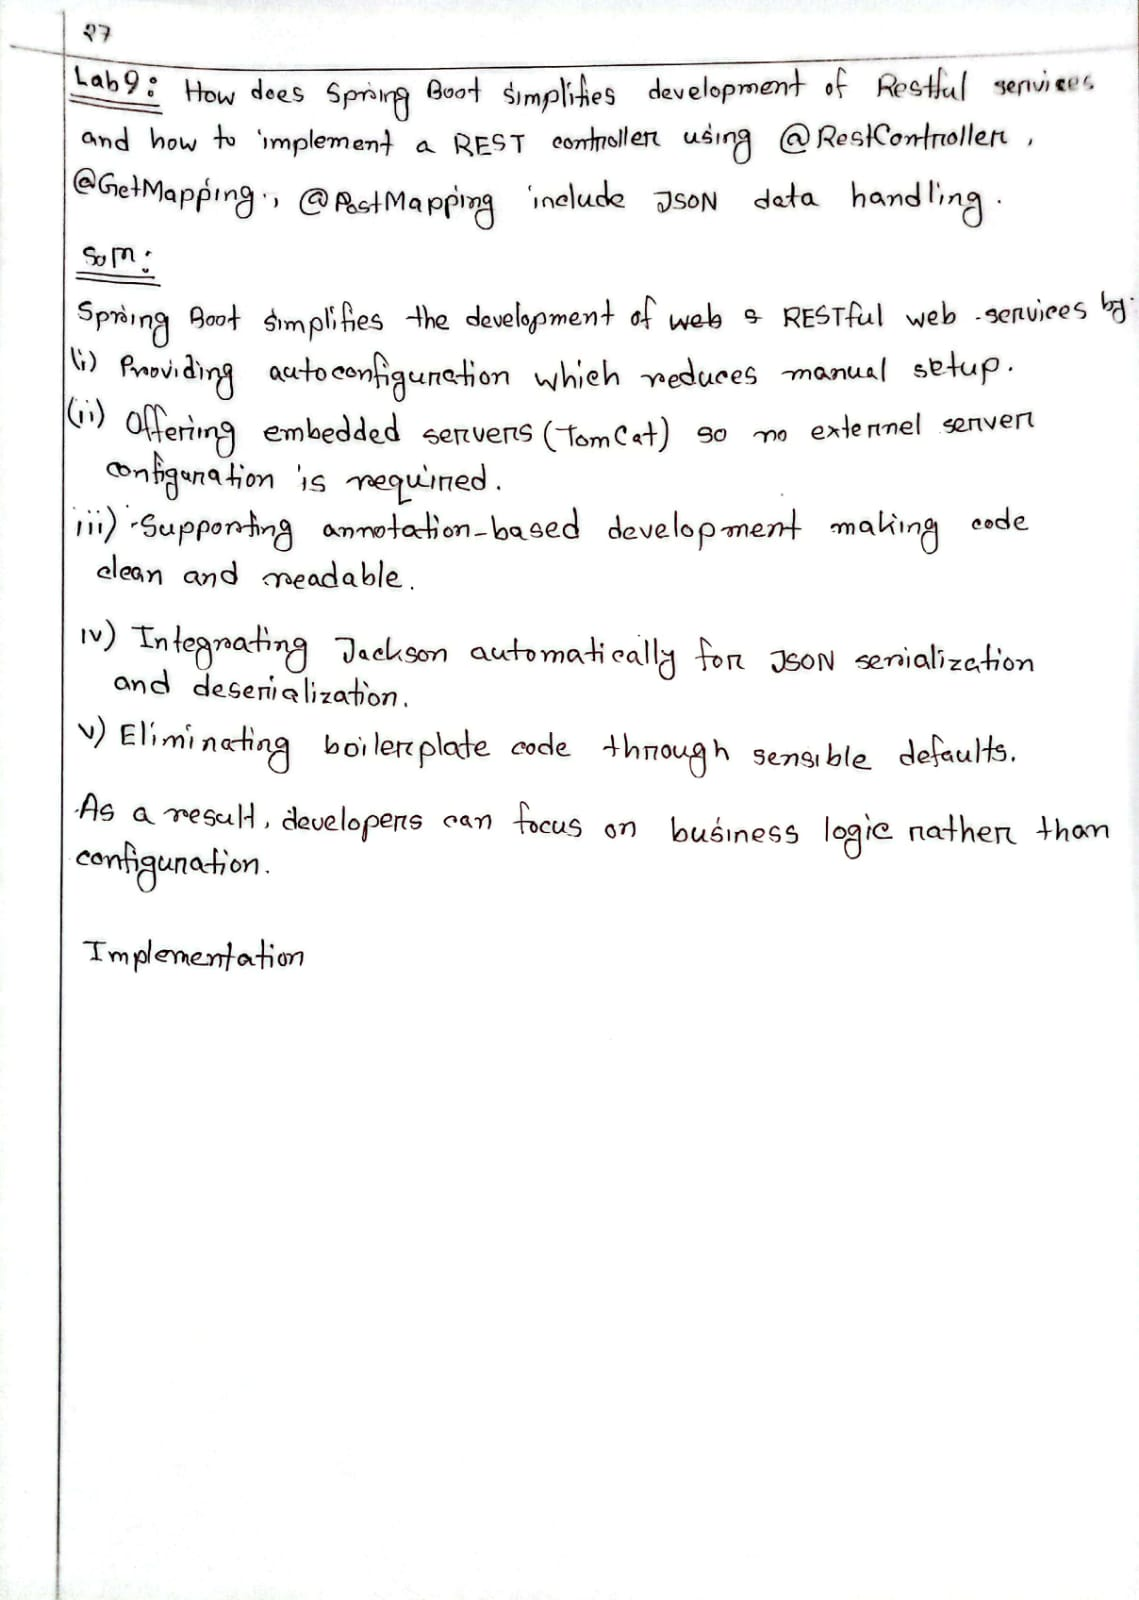 ২7
Lab 9: How does Spring Boot simplifies development of Restful services
and how to implement a REST controller using @RestController,
@GetMapping, @PostMapping include JSON data handling.
Soln:
Spring Boot simplifies the development of web & RESTful web services by:
(i) Providing autoconfiguration which reduces manual setup.
(ii) Offering embedded servers (TomCat) so no external server
configuration is required.
iii) Supporting annotation-based development making code
clean and readable.
iv) Integrating Jackson automatically for JSON serialization
and deserialization.
v) Eliminating boilerplate code through sensible defaults.
As a result, developers can focus on business logic rather than
configuration.
Implementation